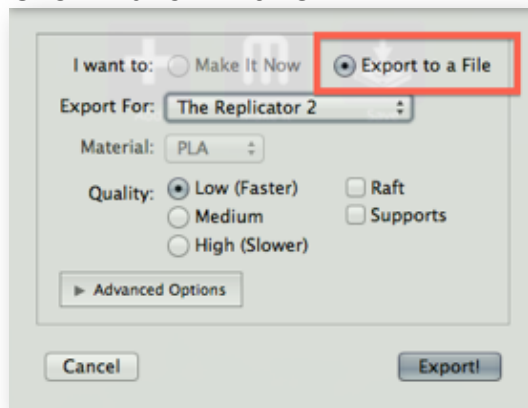 I want to: Make It Now Export to a File
Export For: The Replicator 2
Material: PLA
Quality: Low (Faster) Raft
Medium Supports
High (Slower)
Advanced Options
Cancel Export!